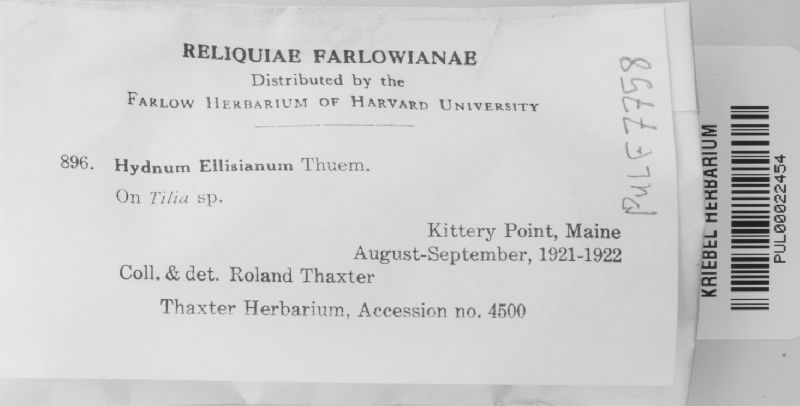 RELIQUIAE FARLOWIANAE
Distributed by the
FARLOW HERBARIUM OF HARVARD UNIVERSITY
896. Hydnum Ellisianum Thuem.
On Tilia sp.
Kittery Point, Maine
August-September, 1921-1922
Coll. & det. Roland Thaxter
Thaxter Herbarium, Accession no. 4500
PUL F7758
KRIEBEL HERBARIUM
PUL00022454